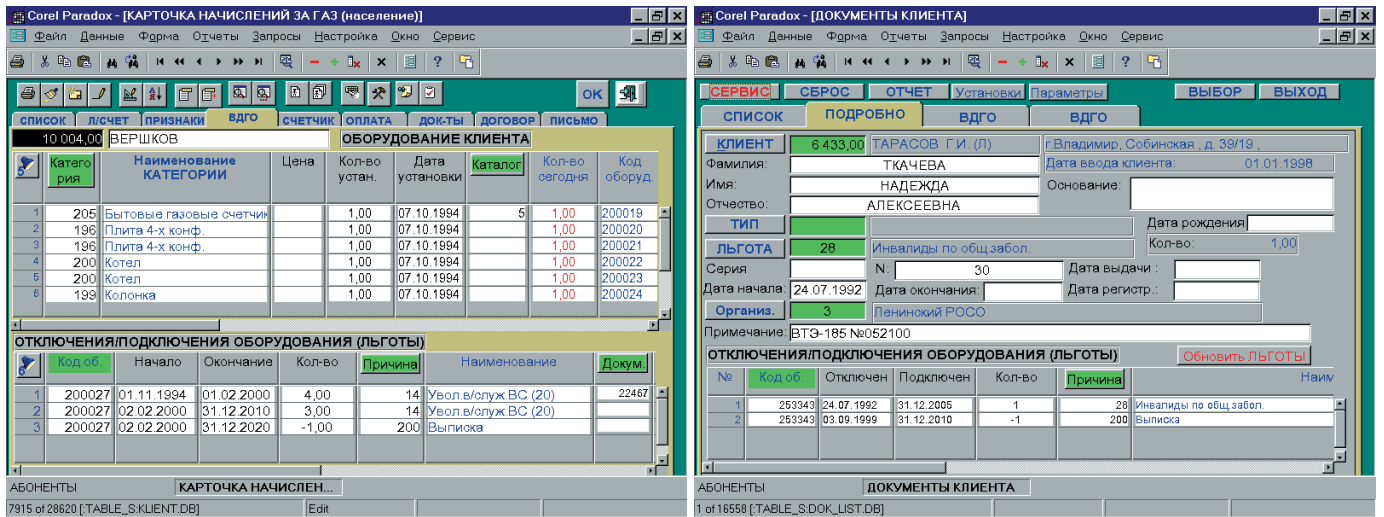 Corel Paradox - [КАРТОЧКА НАЧИСЛЕНИЙ ЗА ГАЗ (население)]
Файл Данные Форма Отчеты Запросы Настройка Окно Сервис
OK
СПИСОК Л/СЧЕТ ПРИЗНАКИ ВДГО СЧЕТЧИК ОПЛАТА ДОК-ТЫ ДОГОВОР ПИСЬМО
10 004,00 ВЕРШКОВ ОБОРУДОВАНИЕ КЛИЕНТА
Катего рия Наименование КАТЕГОРИИ Цена Кол-во устан. Дата установки Каталог Кол-во сегодня Код оборуд.
1 205 Бытовые газовые счетчик 1,00 07.10.1994 5 1,00 200019
2 196 Плита 4-х конф. 1,00 07.10.1994 1,00 200020
3 196 Плита 4-х конф. 1,00 07.10.1994 1,00 200021
4 200 Котел 1,00 07.10.1994 1,00 200022
5 200 Котел 1,00 07.10.1994 1,00 200023
6 199 Колонка 1,00 07.10.1994 1,00 200024
ОТКЛЮЧЕНИЯ/ПОДКЛЮЧЕНИЯ ОБОРУДОВАНИЯ (ЛЬГОТЫ)
Код об. Начало Окончание Кол-во Причина Наименование Докум.
1 200027 01.11.1994 01.02.2000 4,00 14 Увол.в/служ.ВС (20) 22467
2 200027 02.02.2000 31.12.2010 3,00 14 Увол.в/служ.ВС (20)
3 200027 02.02.2000 31.12.2020 -1,00 200 Выписка
АБОНЕНТЫ КАРТОЧКА НАЧИСЛЕН...
7915 of 28620 [:TABLE_S:KLIENT.DB] Edit
Corel Paradox - [ДОКУМЕНТЫ КЛИЕНТА]
Файл Данные Форма Отчеты Запросы Настройка Окно Сервис
СЕРВИС СБРОС ОТЧЕТ Установки Параметры ВЫБОР ВЫХОД
СПИСОК ПОДРОБНО ВДГО ВДГО
КЛИЕНТ 6 433,00 ТАРАСОВ Г.И. (Л) г.Владимир, Собинская , д. 39/19 ,
Фамилия: ТКАЧЕВА Дата ввода клиента: 01.01.1998
Имя: НАДЕЖДА Основание:
Отчество: АЛЕКСЕЕВНА
ТИП Дата рождения
ЛЬГОТА 28 Инвалиды по общ.забол. Кол-во: 1,00
Серия N: 30 Дата выдачи :
Дата начала: 24.07.1992 Дата окончания: Дата регистр.:
Организ. 3 Ленинский РОСО
Примечание: ВТЭ-185 №052100
ОТКЛЮЧЕНИЯ/ПОДКЛЮЧЕНИЯ ОБОРУДОВАНИЯ (ЛЬГОТЫ) Обновить ЛЬГОТЫ
№ Код об. Отключен Подключен Кол-во Причина Наим
1 253343 24.07.1992 31.12.2005 1 28 Инвалиды по общ.забол.
2 253343 03.09.1999 31.12.2010 -1 200 Выписка
АБОНЕНТЫ ДОКУМЕНТЫ КЛИЕНТА
1 of 16558 [:TABLE_S:DOK_LIST.DB]